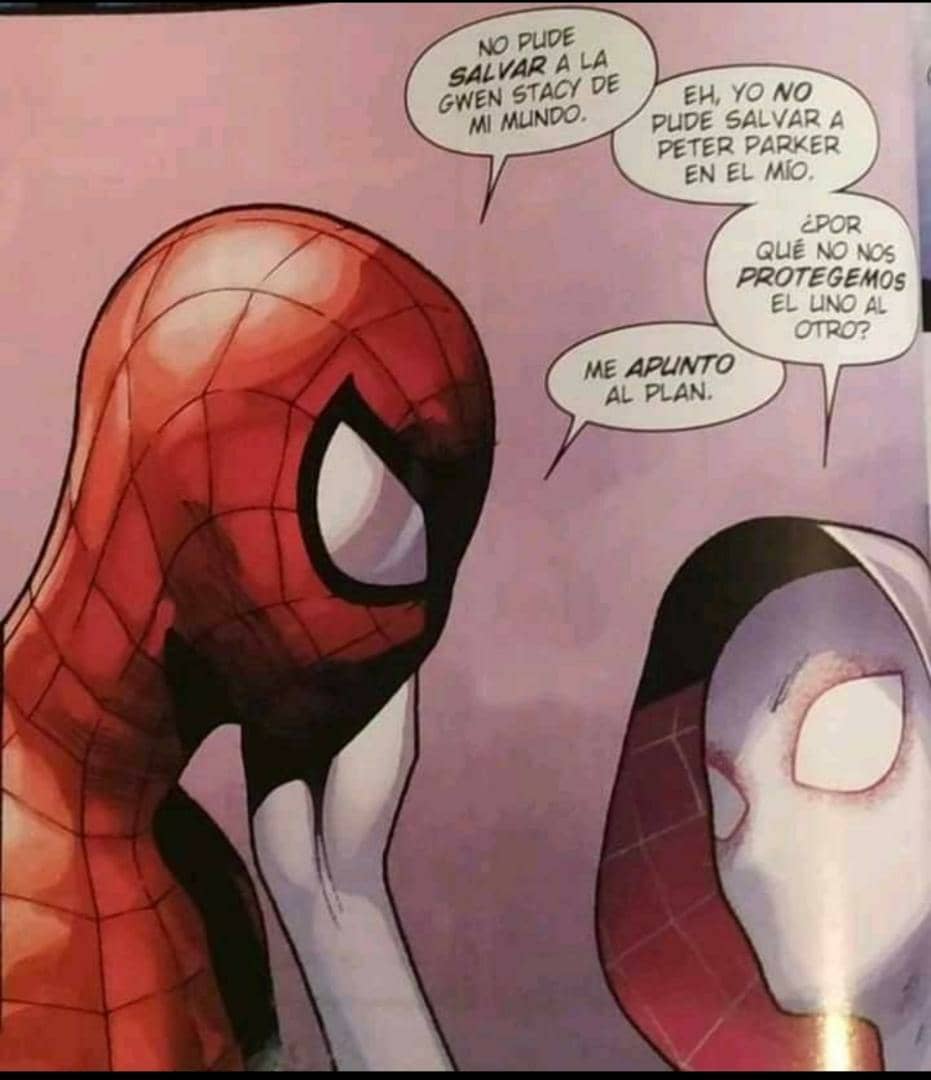 NO PUDE
SALVAR A LA
GWEN STACY DE
MI MUNDO.
EH, YO NO
PUDE SALVAR A
PETER PARKER
EN EL MÍO.
¿POR
QUÉ NO NOS
PROTEGEMOS
EL UNO AL
OTRO?
ME APUNTO
AL PLAN.